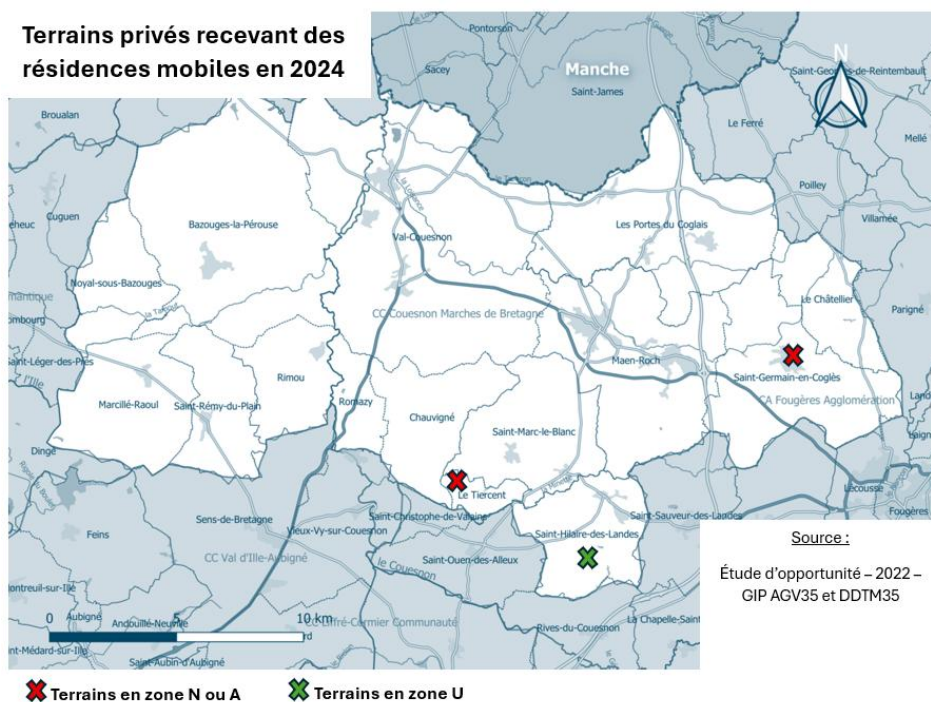 Terrains privés recevant des
résidences mobiles en 2024
Pontorson
Sacey
Manche
Saint-James
N
Saint-Georges-de-Reintembault
Broualan
Le Ferré
Mellé
Cuguen
Poilley
Villamée
Bazouges-la-Pérouse
Val-Couesnon
Les Portes du Coglais
la Loisance
Noyal-sous-Bazouges
Le Châtellier
Parigné
CC Couesnon Marches de Bretagne
Maen-Roch
Saint-Germain-en-Coglès
CA Fougères Agglomération
Rimou
Marcillé-Raoul
Saint-Rémy-du-Plain
Romazy
Chauvigné
Saint-Marc-le-Blanc
Dingé
Lécousse
Fougères
Le Tiercent
Sens-de-Bretagne
Saint-Christophe-de-Valains
Saint-Sauveur-des-Landes
Feins
Vieux-Vy-sur-Couesnon
Saint-Hilaire-des-Landes
CC Val d'Ille-Aubigné
Saint-Ouen-des-Alleux
le Couesnon
Source :
Étude d'opportunité – 2022 –
GIP AGV35 et DDTM35
Montreuil-sur-Ille
Aubigné
Andouillé-Neuville
0 5 10 km
Rives-du-Couesnon
La Chapelle-Saint
Saint-Aubin-d'Aubigné
Terrains en zone N ou A
Terrains en zone U